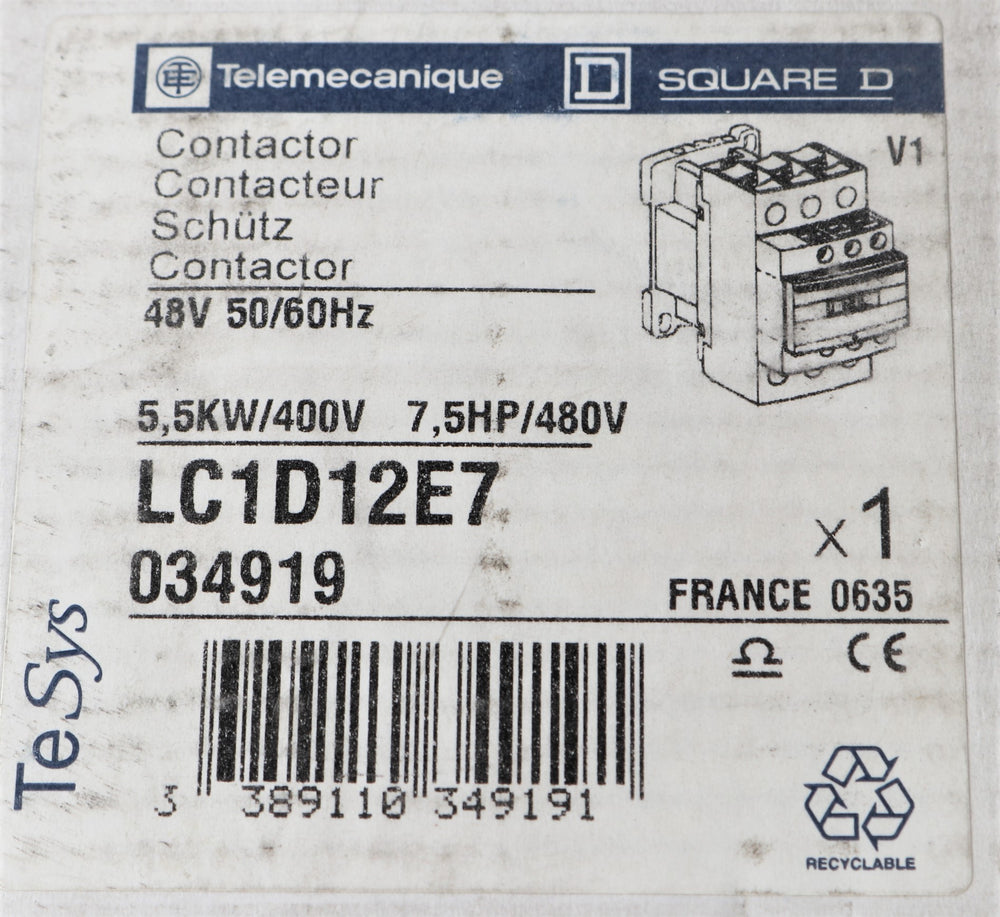 TE Telemecanique D SQUARE D
Contactor
Contacteur
Schütz
Contactor
V1
48V 50/60Hz
5,5KW/400V 7,5HP/480V
LC1D12E7
x1
034919
FRANCE 0635
CE
TeSys
3 389110 349191
RECYCLABLE